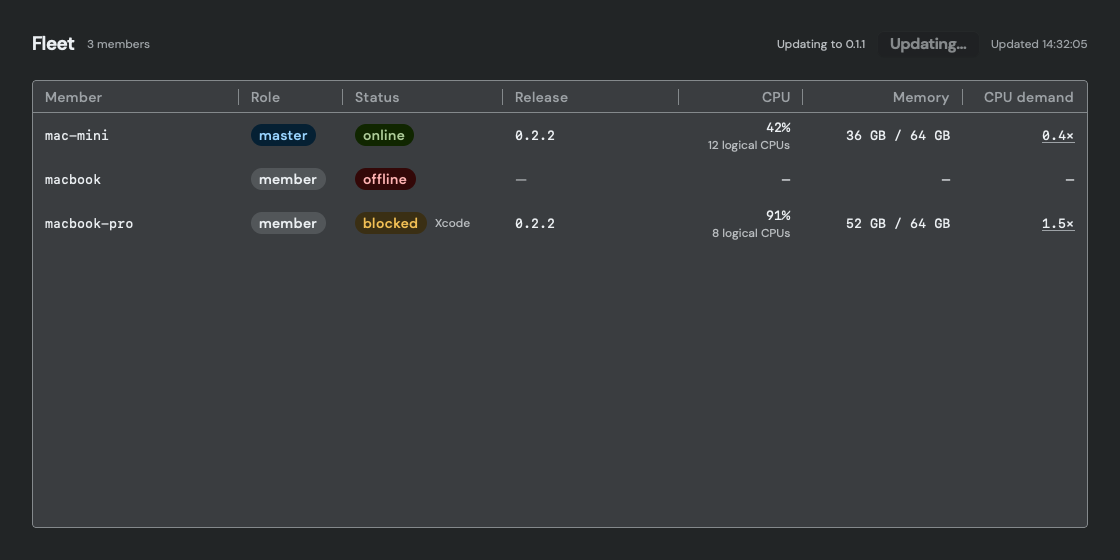 Fleet 3 members Updating to 0.1.1 Updating... Updated 14:32:05
Member Role Status Release CPU Memory CPU demand
mac-mini master online 0.2.2 42% 12 logical CPUs 36 GB / 64 GB 0.4×
macbook member offline — — — —
macbook-pro member blocked Xcode 0.2.2 91% 8 logical CPUs 52 GB / 64 GB 1.5×